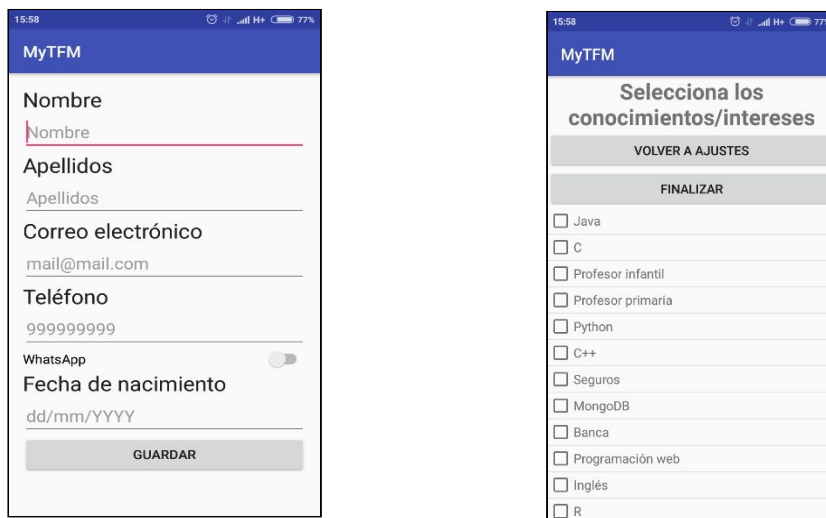 15:58 H+ 77%
MyTFM
Nombre
Nombre
Apellidos
Apellidos
Correo electrónico
mail@mail.com
Teléfono
999999999
WhatsApp
Fecha de nacimiento
dd/mm/YYYY
GUARDAR
15:58 H+ 77%
MyTFM
Selecciona los
conocimientos/intereses
VOLVER A AJUSTES
FINALIZAR
Java
C
Profesor infantil
Profesor primaria
Python
C++
Seguros
MongoDB
Banca
Programación web
Inglés
R